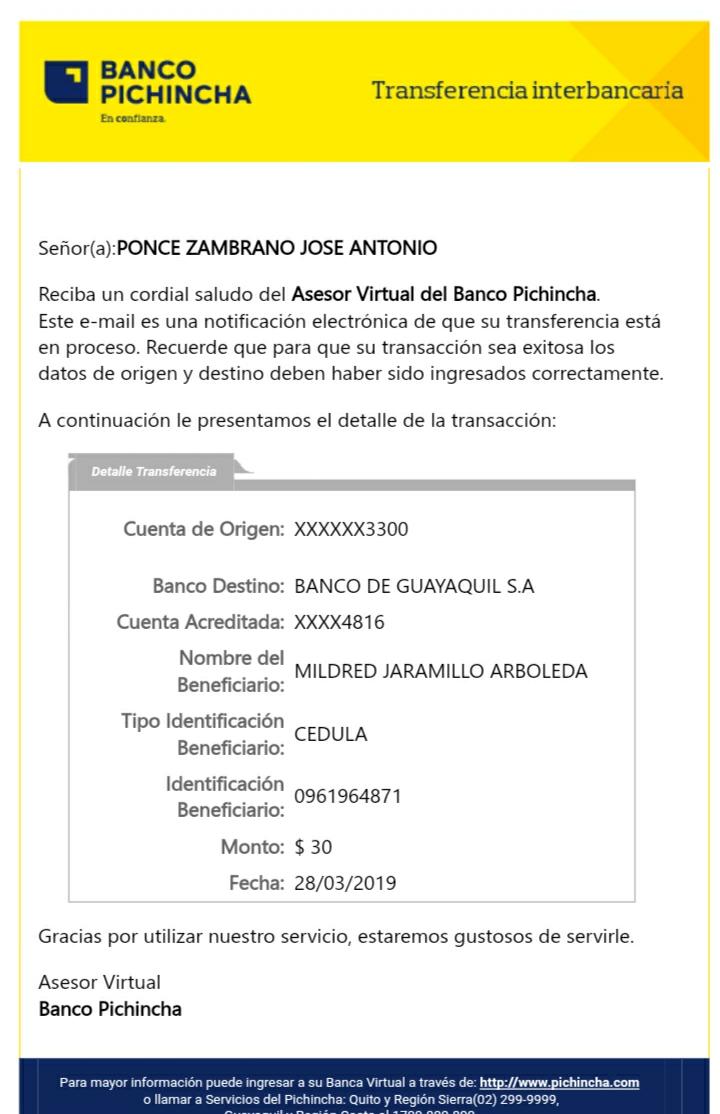 BANCO
PICHINCHA
En confianza.
Transferencia interbancaria
Señor(a):PONCE ZAMBRANO JOSE ANTONIO
Reciba un cordial saludo del Asesor Virtual del Banco Pichincha.
Este e-mail es una notificación electrónica de que su transferencia está
en proceso. Recuerde que para que su transacción sea exitosa los
datos de origen y destino deben haber sido ingresados correctamente.
A continuación le presentamos el detalle de la transacción:
Detalle Transferencia
Cuenta de Origen: XXXXXX3300
Banco Destino: BANCO DE GUAYAQUIL S.A
Cuenta Acreditada: XXXX4816
Nombre del
Beneficiario: MILDRED JARAMILLO ARBOLEDA
Tipo Identificación
Beneficiario: CEDULA
Identificación
Beneficiario: 0961964871
Monto: $ 30
Fecha: 28/03/2019
Gracias por utilizar nuestro servicio, estaremos gustosos de servirle.
Asesor Virtual
Banco Pichincha
Para mayor información puede ingresar a su Banca Virtual a través de: http://www.pichincha.com
o llamar a Servicios del Pichincha: Quito y Región Sierra(02) 299-9999,